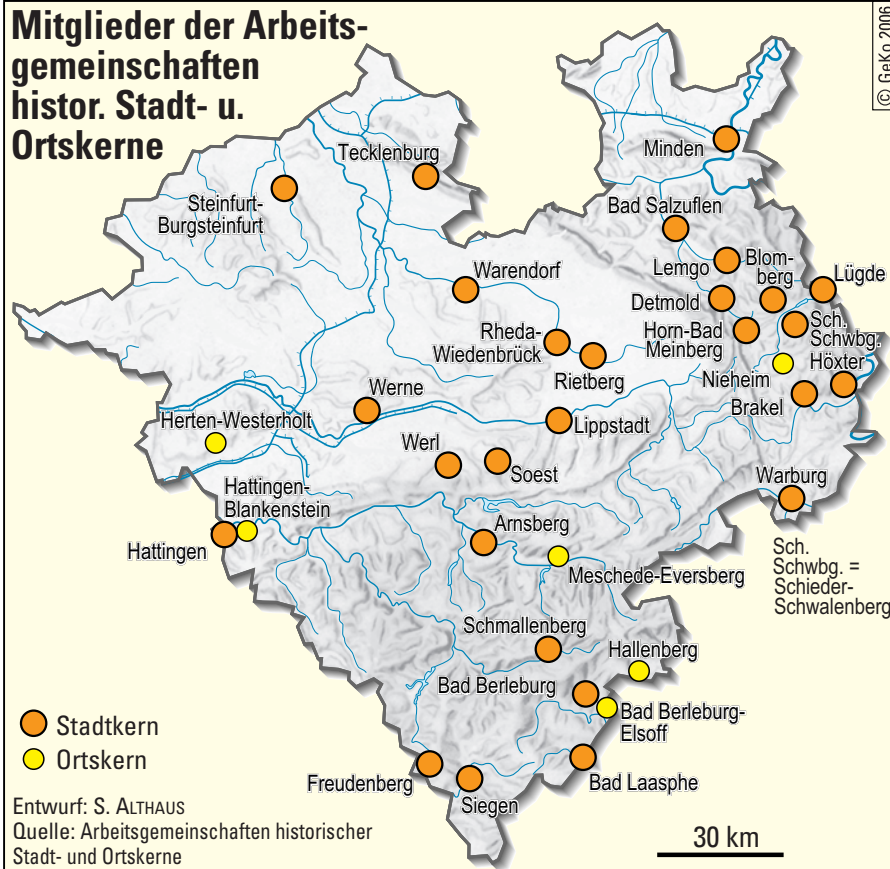 Mitglieder der Arbeits-
gemeinschaften
histor. Stadt- u.
Ortskerne
(C) GeKo 2006
Tecklenburg
Minden
Steinfurt-
Burgsteinfurt
Bad Salzuflen
Lemgo
Blom-
berg
Lügde
Warendorf
Detmold
Horn-Bad
Meinberg
Sch.
Schwbg.
Rheda-
Wiedenbrück
Rietberg
Nieheim
Höxter
Brakel
Werne
Herten-Westerholt
Lippstadt
Werl
Soest
Warburg
Hattingen-
Blankenstein
Hattingen
Arnsberg
Meschede-Eversberg
Sch.
Schwbg. =
Schieder-
Schwalenberg
Schmallenberg
Hallenberg
Bad Berleburg
Bad Berleburg-
Elsoff
Freudenberg
Siegen
Bad Laasphe
Stadtkern
Ortskern
Entwurf: S. ALTHAUS
Quelle: Arbeitsgemeinschaften historischer
Stadt- und Ortskerne
30 km